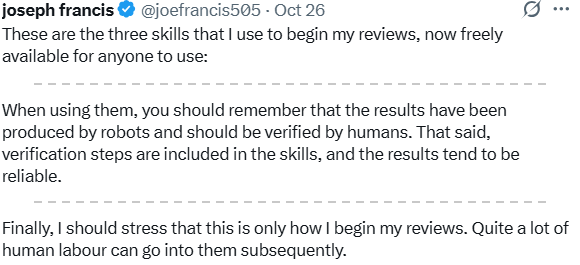 joseph francis @joefrancis505 · Oct 26
These are the three skills that I use to begin my reviews, now freely
available for anyone to use:
When using them, you should remember that the results have been
produced by robots and should be verified by humans. That said,
verification steps are included in the skills, and the results tend to be
reliable.
Finally, I should stress that this is only how I begin my reviews. Quite a lot of
human labour can go into them subsequently.